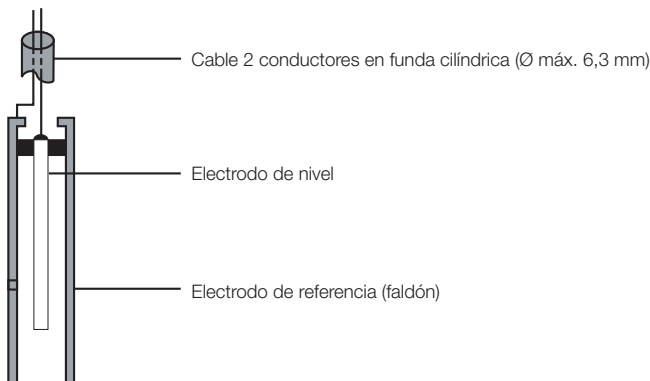 Cable 2 conductores en funda cilíndrica (Ø máx. 6,3 mm)
Electrodo de nivel
Electrodo de referencia (faldón)